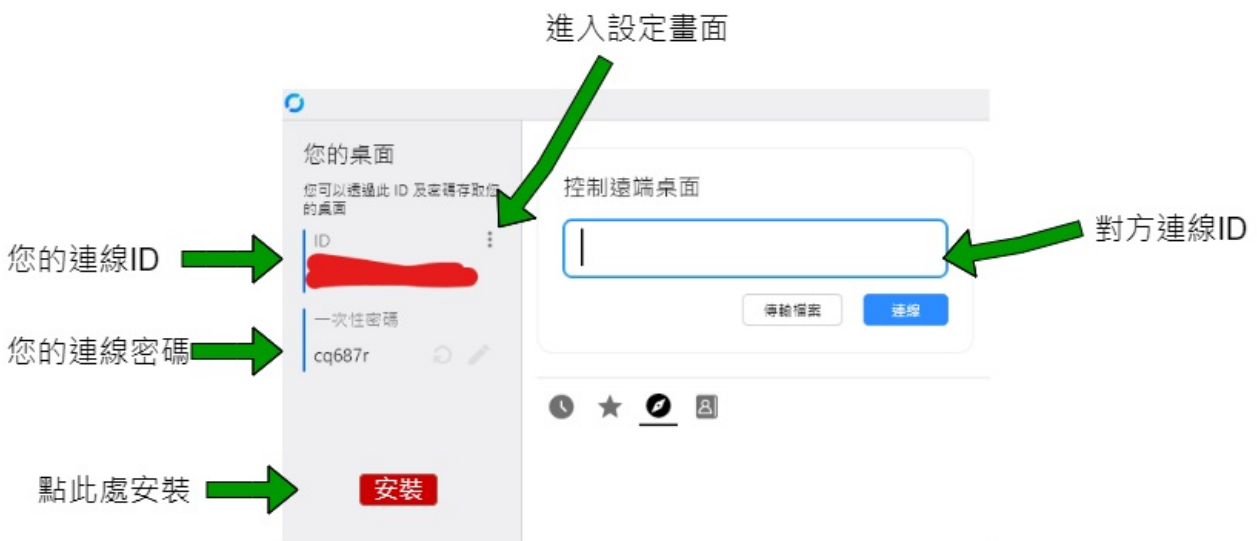 進入設定畫面
您的桌面
您可以透過此 ID 及密碼存取您
的桌面
ID
您的連線ID
一次性密碼
cq687r
您的連線密碼
安裝
點此處安裝
控制遠端桌面
對方連線ID
傳輸檔案
連線